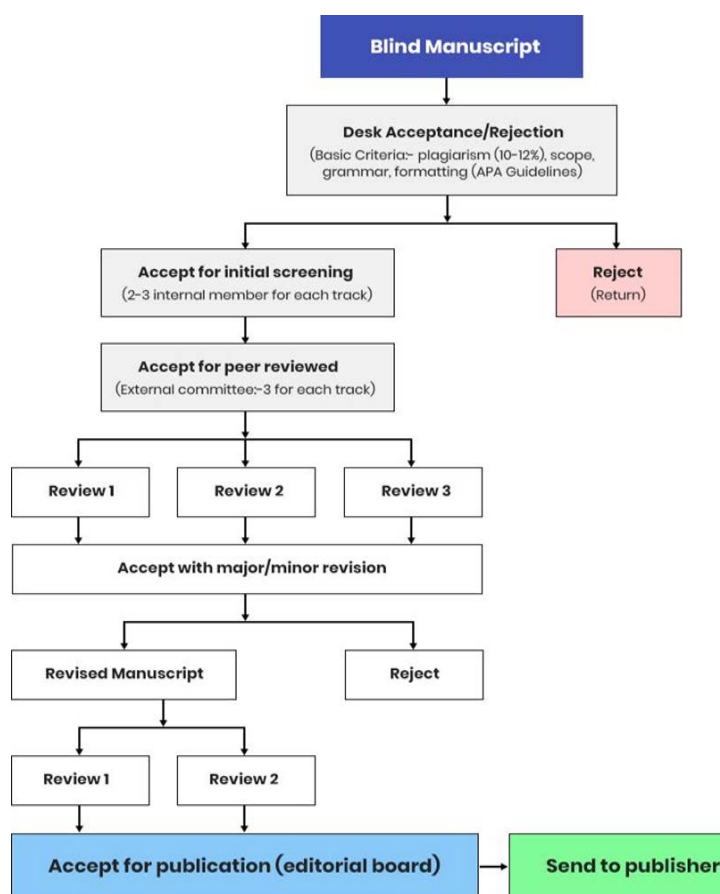 Blind Manuscript
Desk Acceptance/Rejection
(Basic Criteria:- plagiarism (10-12%), scope,
grammar, formatting (APA Guidelines)
Accept for initial screening
(2-3 internal member for each track)
Reject
(Return)
Accept for peer reviewed
(External committee:-3 for each track)
Review 1
Review 2
Review 3
Accept with major/minor revision
Revised Manuscript
Reject
Review 1
Review 2
Accept for publication (editorial board)
Send to publisher